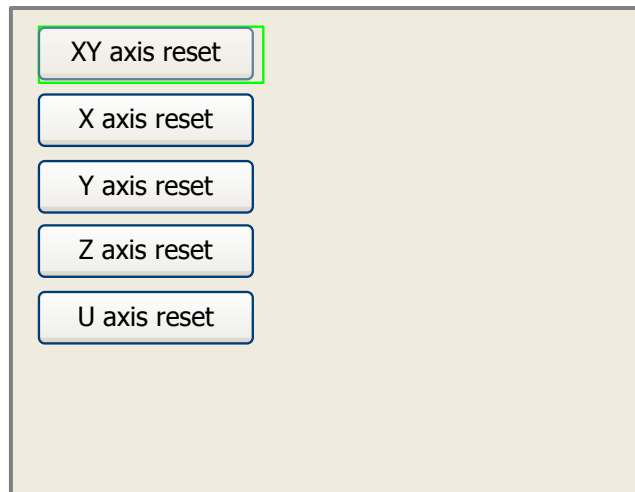 XY axis reset
X axis reset
Y axis reset
Z axis reset
U axis reset